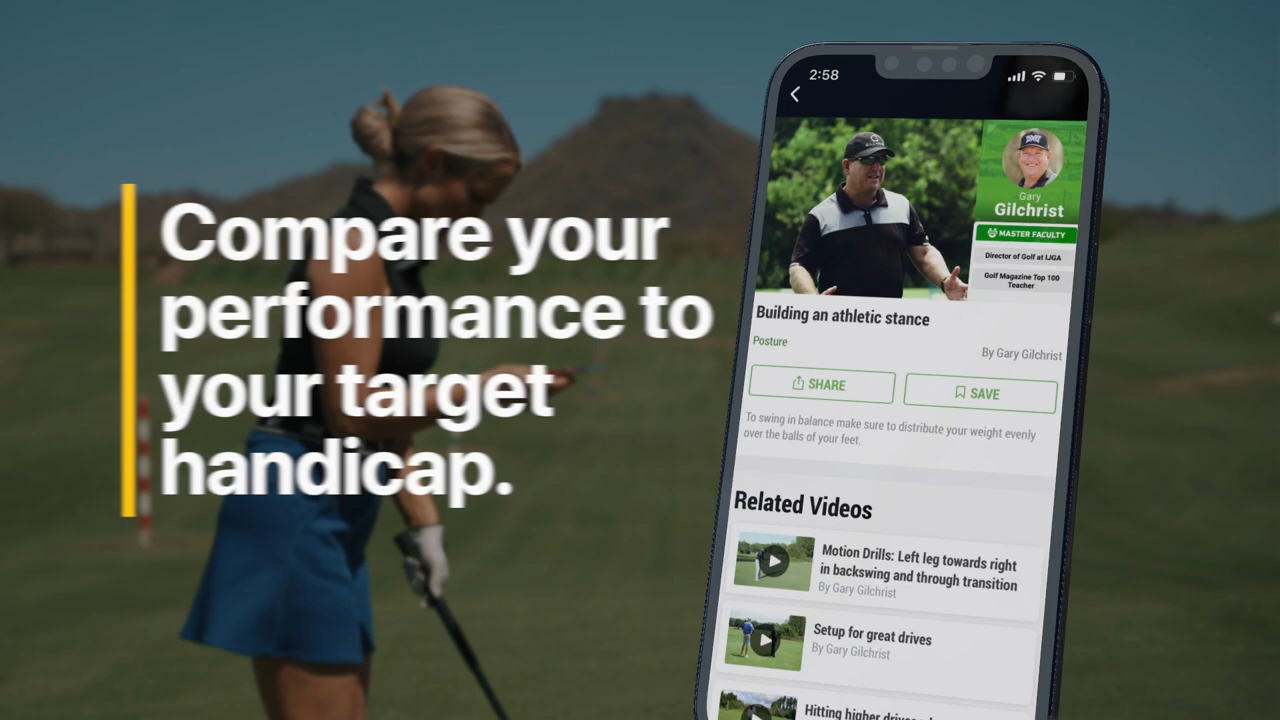 Compare your
performance to
your target
handicap.
2:58
Gary
Gilchrist
MASTER FACULTY
Director of Golf at IJGA
Golf Magazine Top 100
Teacher
Building an athletic stance
Posture
By Gary Gilchrist
SHARE
SAVE
To swing in balance make sure to distribute your weight evenly
over the balls of your feet.
Related Videos
Motion Drills: Left leg towards right
in backswing and through transition
By Gary Gilchrist
Setup for great drives
By Gary Gilchrist
Hitting higher